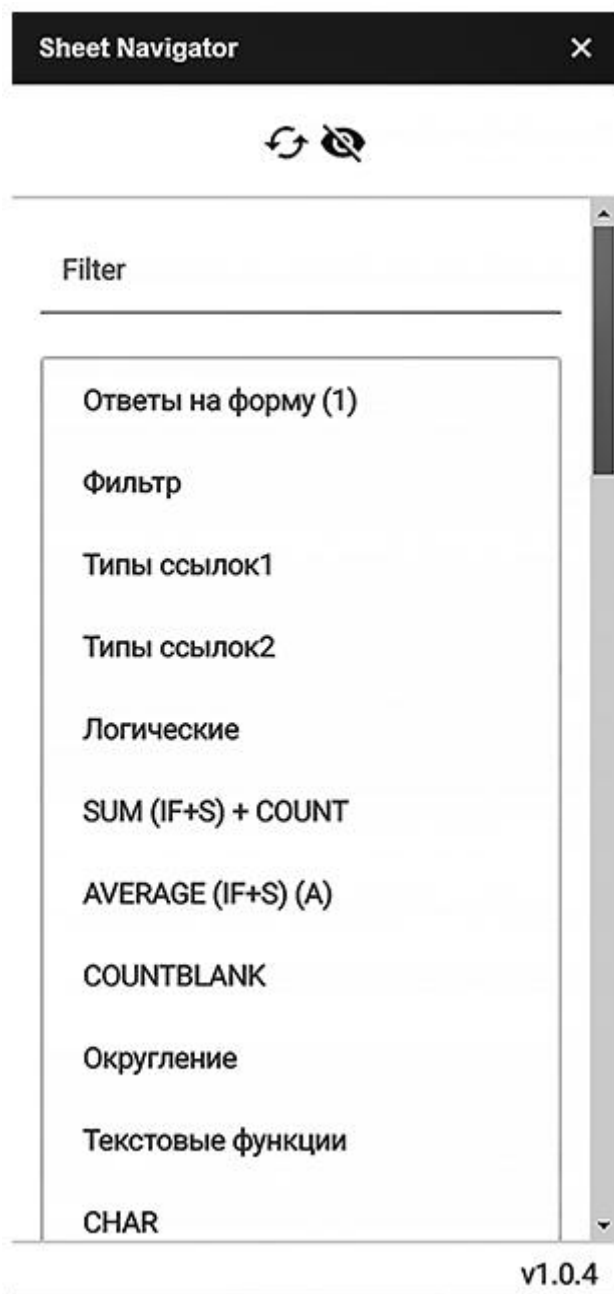 Sheet Navigator
Filter
Ответы на форму (1)
Фильтр
Типы ссылок1
Типы ссылок2
Логические
SUM (IF+S) + COUNT
AVERAGE (IF+S) (A)
COUNTBLANK
Округление
Текстовые функции
CHAR
v1.0.4